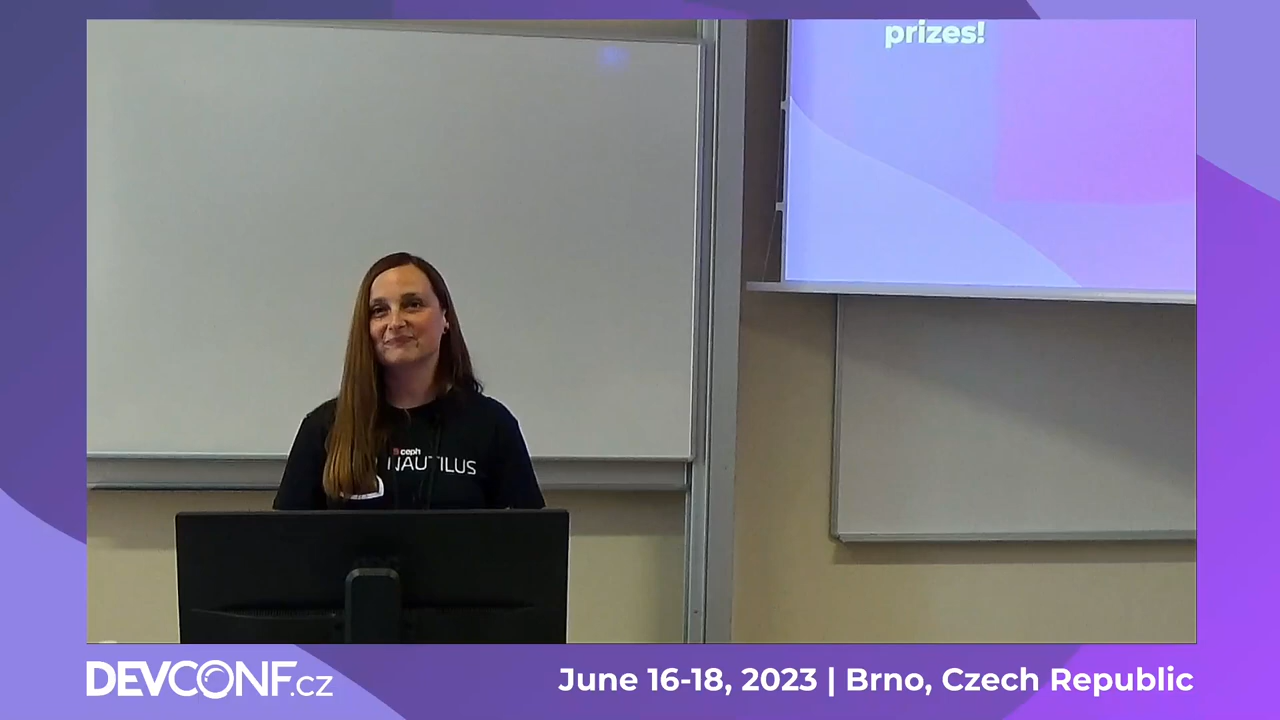 prizes!
ceph
NAUTILUS
DEVCONF.CZ
June 16-18, 2023 | Brno, Czech Republic